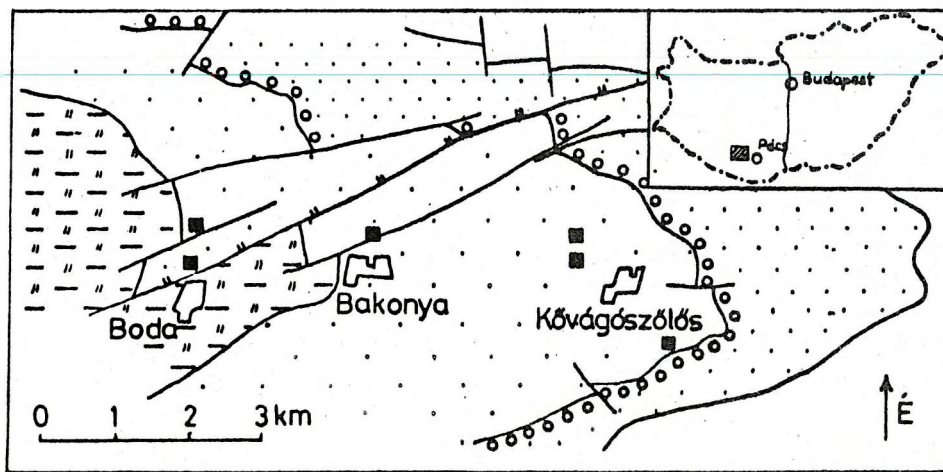 Budapest
Pécs
Boda
Bakonya
Kővágószőlős
0 1 2 3 km
É